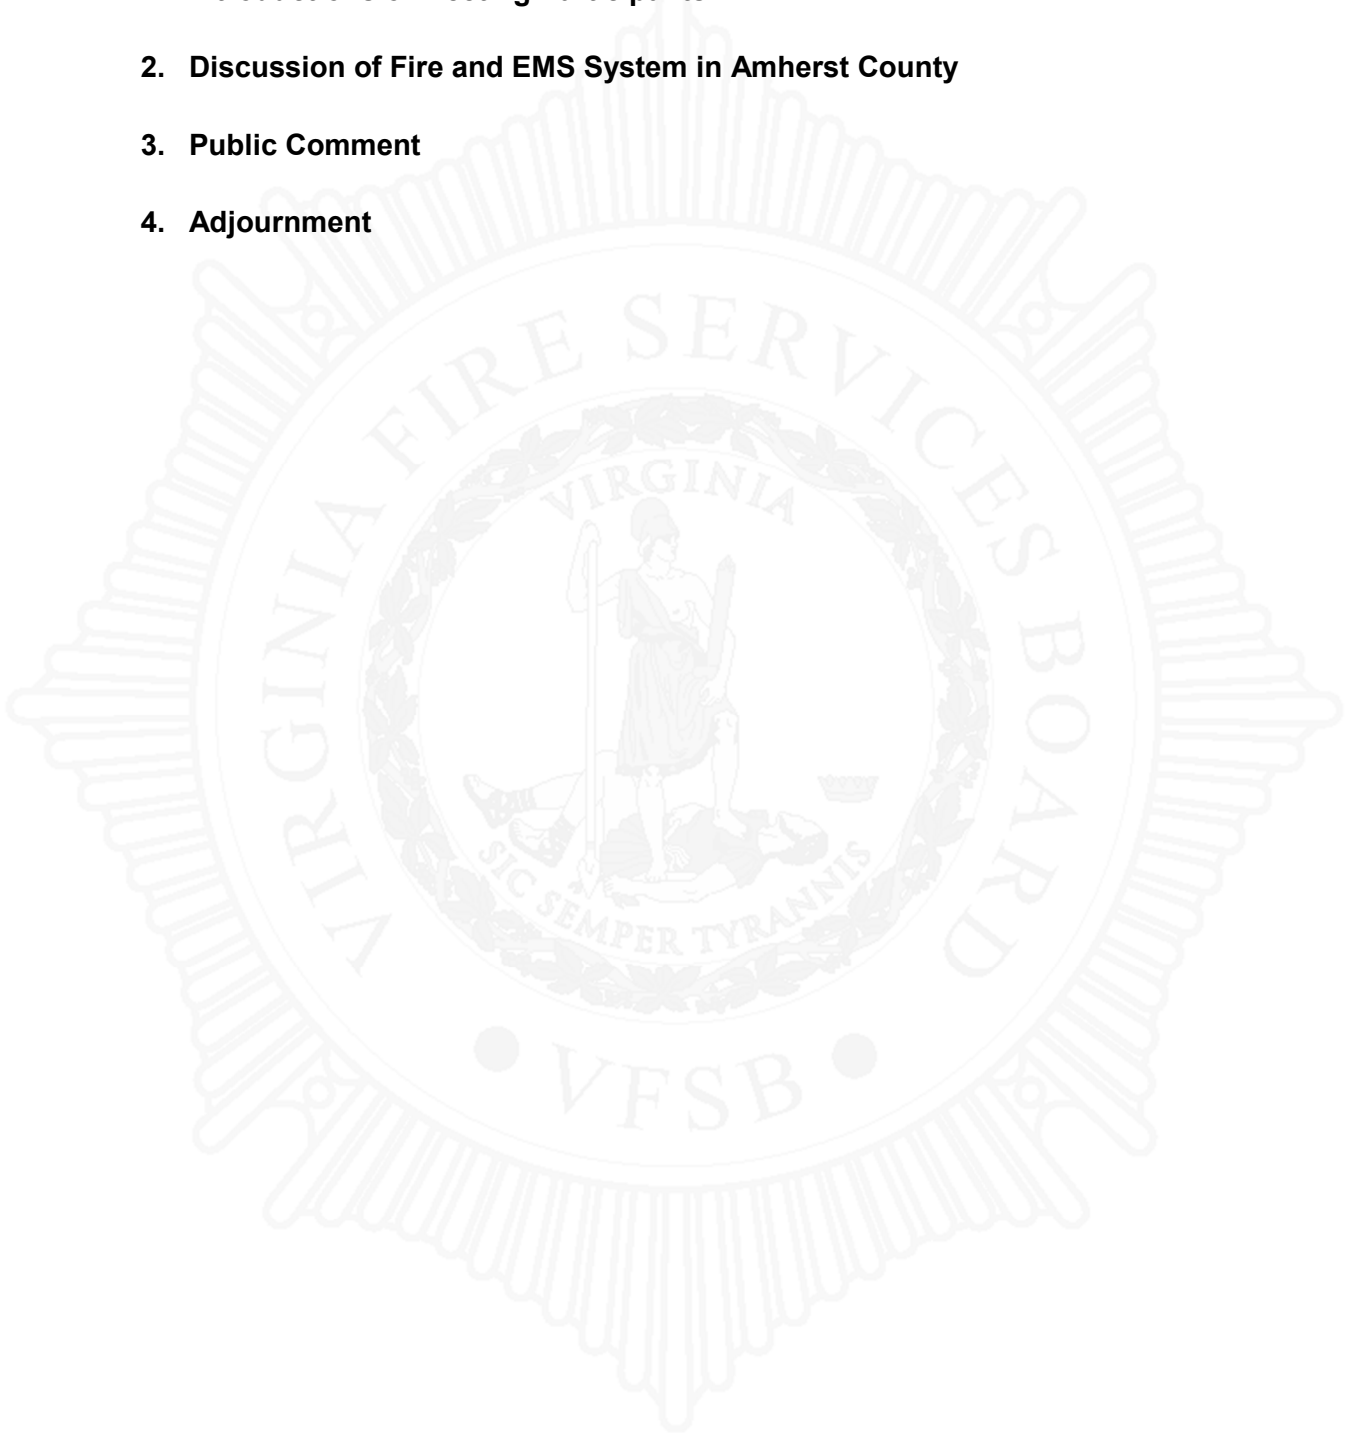 2. Discussion of Fire and EMS System in Amherst County
3. Public Comment
4. Adjournment
VIRGINIA FIRE SERVICES BOARD
VIRGINIA
SIC SEMPER TYRANNIS
• VFSB •